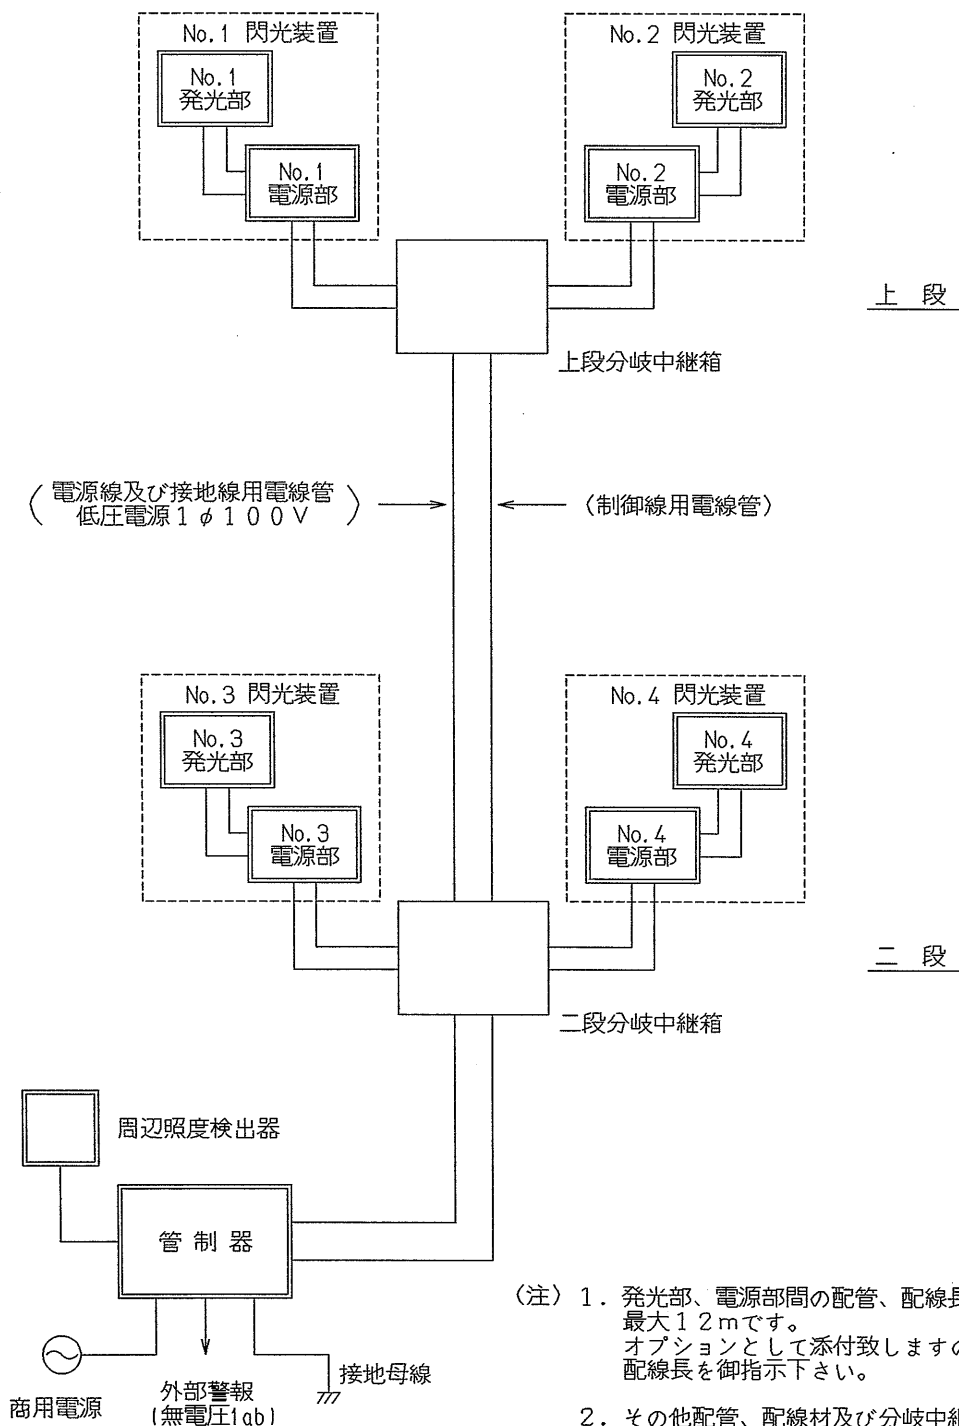 No.1 閃光装置
No.1
発光部
No.1
電源部
No.2 閃光装置
No.2
発光部
No.2
電源部
上 段
上段分岐中継箱
電源線及び接地線用電線管
低圧電源1φ100V
(制御線用電線管)
No.3 閃光装置
No.3
発光部
No.3
電源部
No.4 閃光装置
No.4
発光部
No.4
電源部
二 段
二段分岐中継箱
周辺照度検出器
管 制 器
商用電源
外部警報
(無電圧1ab)
接地母線
(注) 1. 発光部、電源部間の配管、配線長
最大12mです。
オプションとして添付致しますの
配線長を御指示下さい。
2. その他配管、配線材及び分岐中継